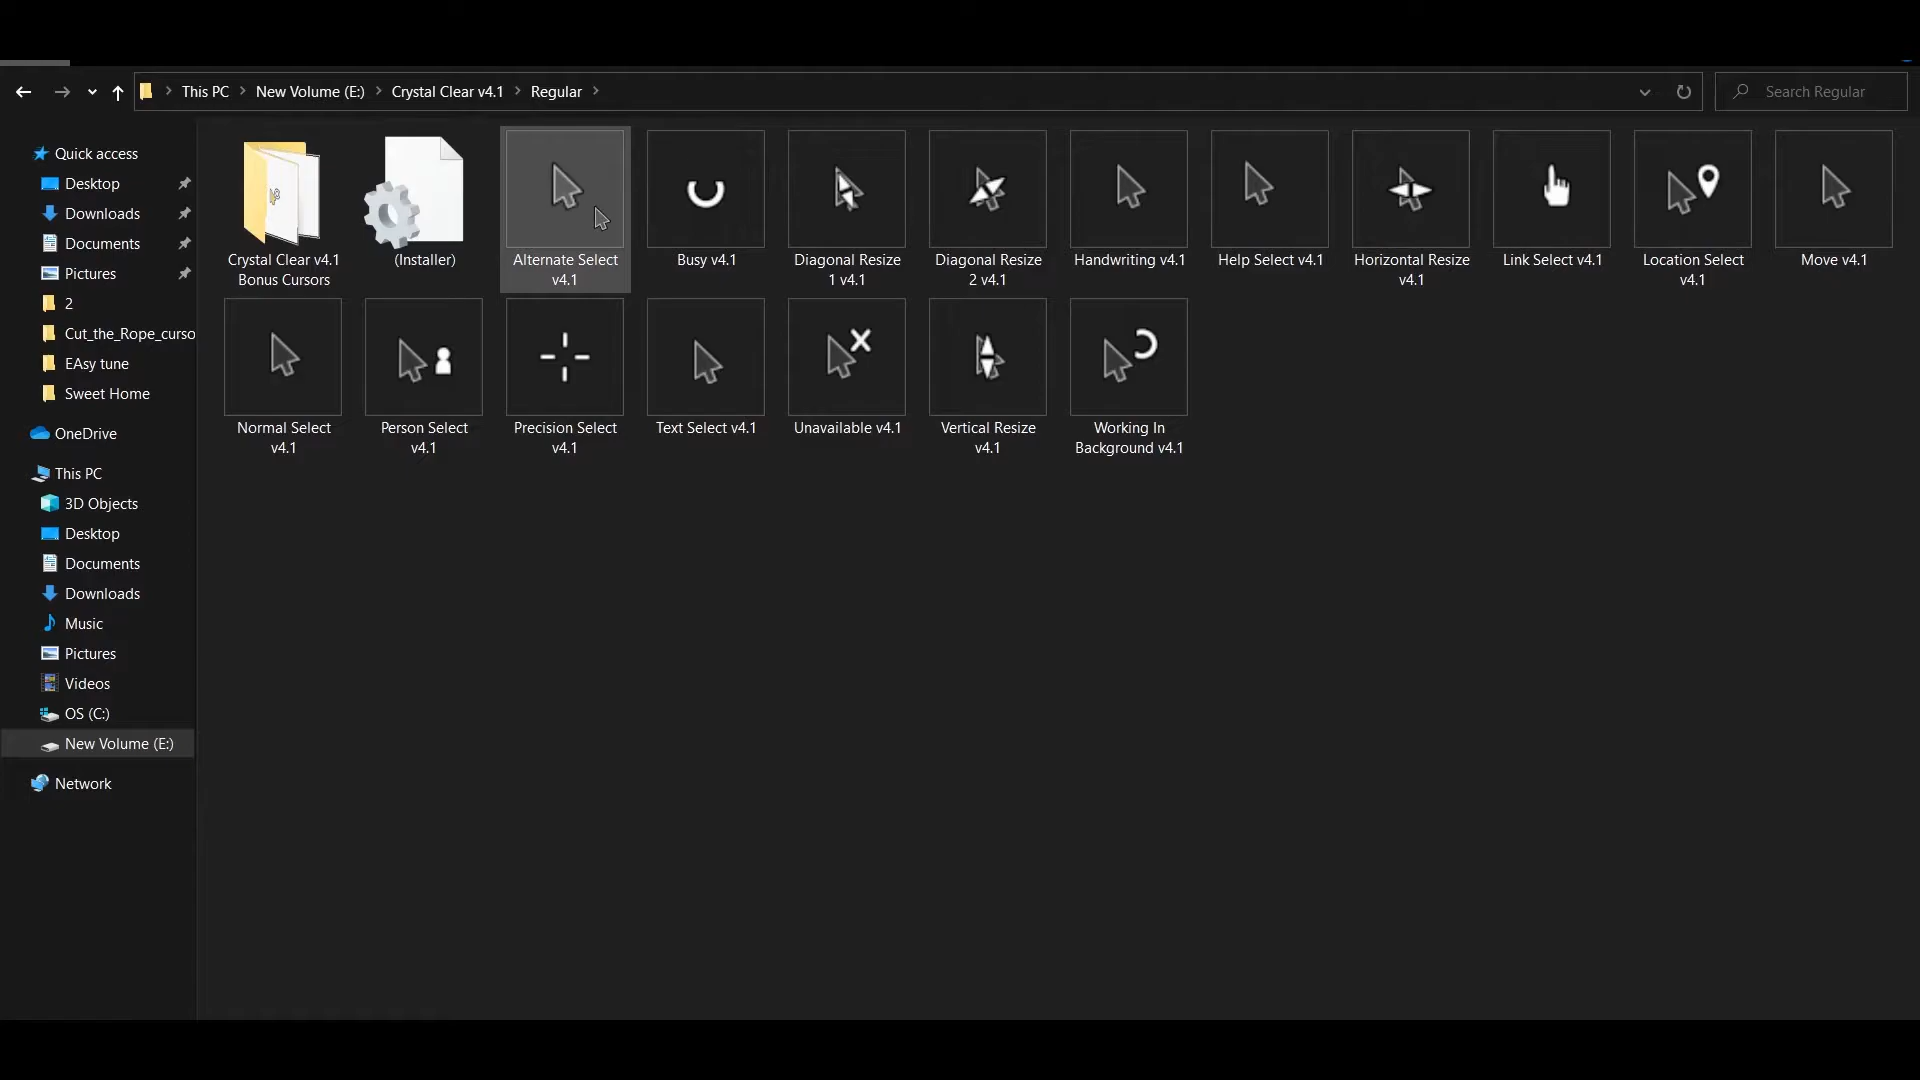 This PC
New Volume (E:)
Crystal Clear v4.1
Regular
Search Regular
Quick access
Desktop
Downloads
Documents
Pictures
2
Cut_the_Rope_curso
EAsy tune
Sweet Home
OneDrive
This PC
3D Objects
Desktop
Documents
Downloads
Music
Pictures
Videos
OS (C:)
New Volume (E:)
Network
Crystal Clear v4.1
Bonus Cursors
(Installer)
Alternate Select
v4.1
Busy v4.1
Diagonal Resize
1 v4.1
Diagonal Resize
2 v4.1
Handwriting v4.1
Help Select v4.1
Horizontal Resize
v4.1
Link Select v4.1
Location Select
v4.1
Move v4.1
Normal Select
v4.1
Person Select
v4.1
Precision Select
v4.1
Text Select v4.1
Unavailable v4.1
Vertical Resize
v4.1
Working In
Background v4.1